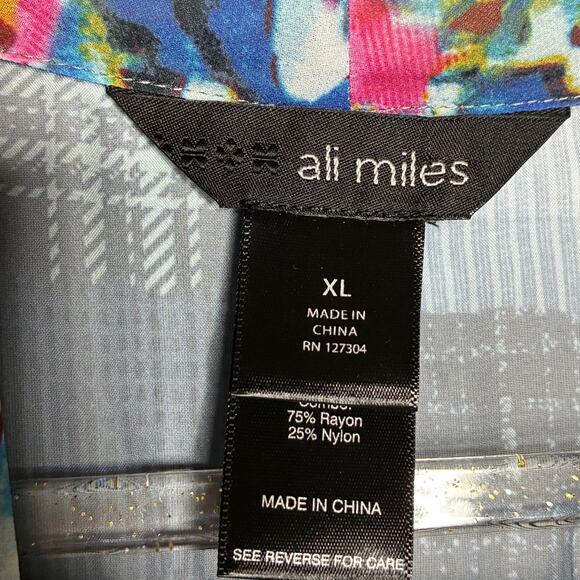 ali miles
XL
MADE IN
CHINA
RN 127304
75% Rayon
25% Nylon
MADE IN CHINA
SEE REVERSE FOR CARE